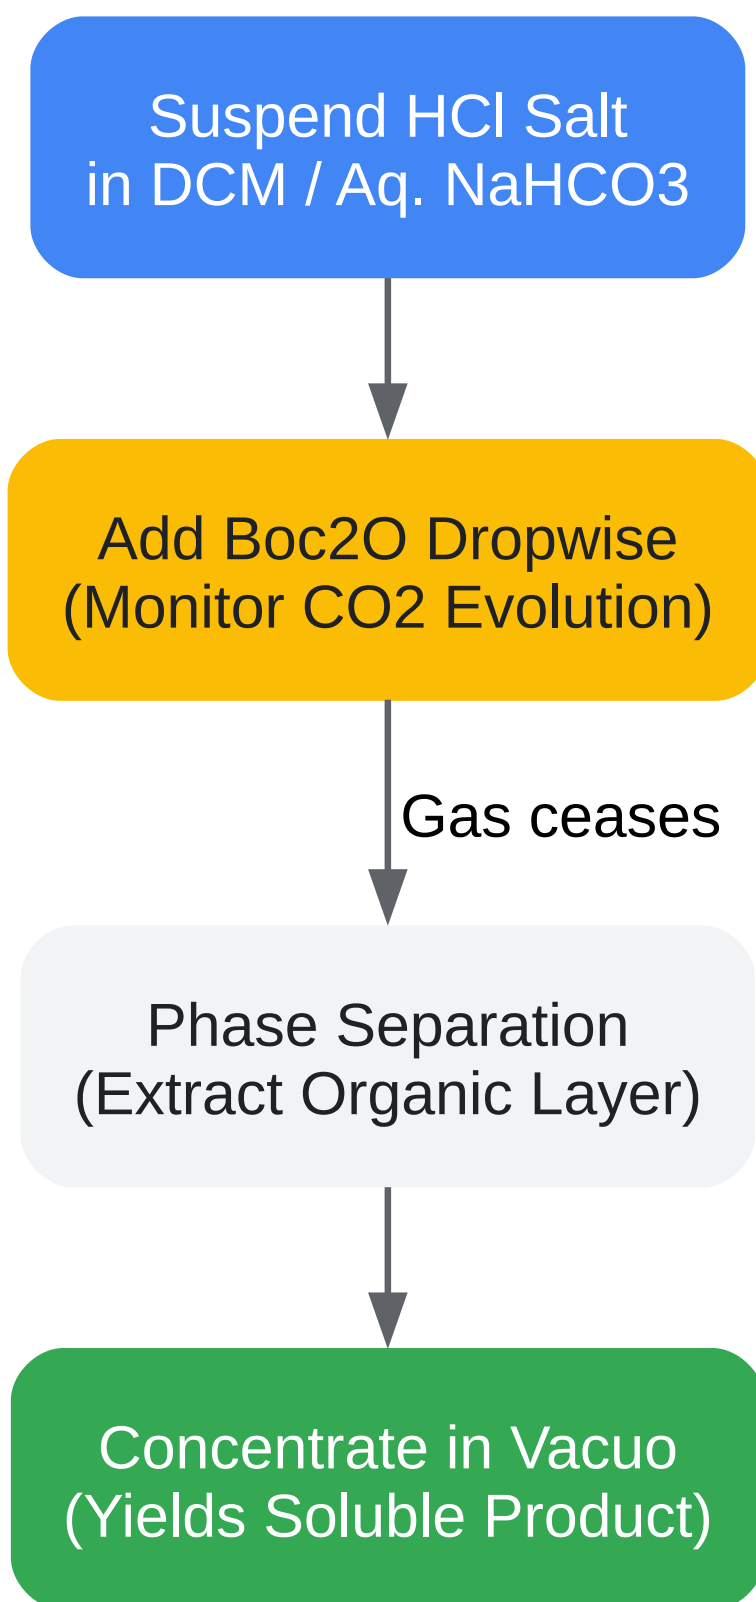 Suspend HCl Salt
in DCM / Aq. NaHCO3
Add Boc2O Dropwise
(Monitor CO2 Evolution)
Gas ceases
Phase Separation
(Extract Organic Layer)
Concentrate in Vacuo
(Yields Soluble Product)